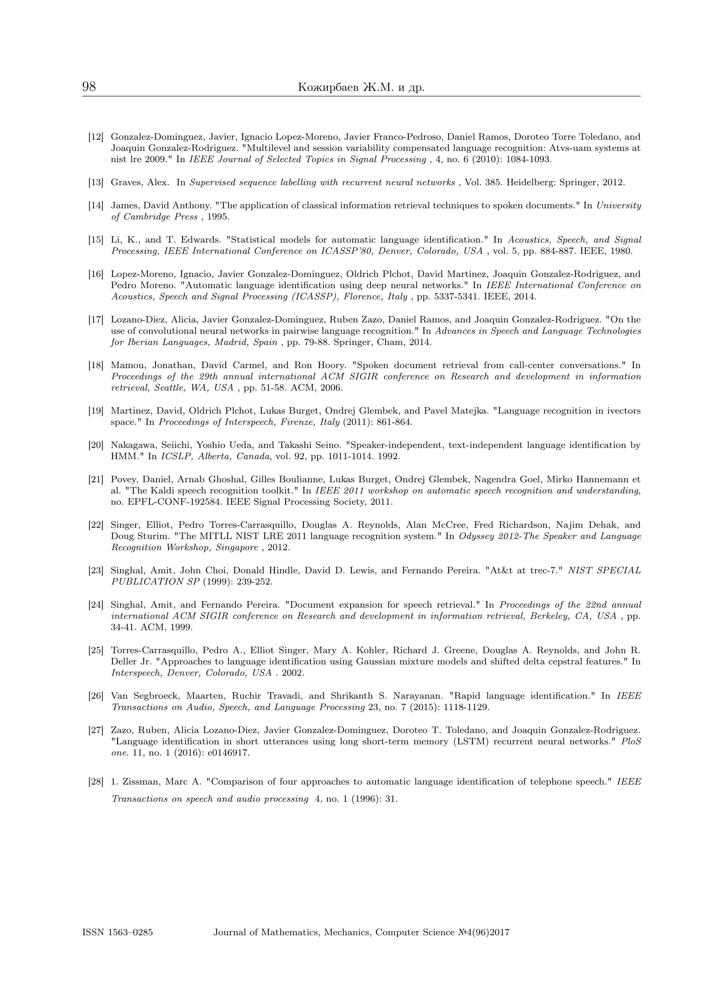 98
Кожирбаев Ж.М. и др.
[12] Gonzalez-Dominguez, Javier, Ignacio Lopez-Moreno, Javier Franco-Pedroso, Daniel Ramos, Doroteo Torre Toledano, and
Joaquin Gonzalez-Rodriguez. "Multilevel and session variability compensated language recognition: Atvs-uam systems at
nist lre 2009." In IEEE Journal of Selected Topics in Signal Processing , 4, no. 6 (2010): 1084-1093.
[13] Graves, Alex. In Supervised sequence labelling with recurrent neural networks , Vol. 385. Heidelberg: Springer, 2012.
[14] James, David Anthony. "The application of classical information retrieval techniques to spoken documents." In University
of Cambridge Press , 1995.
[15] Li, K., and T. Edwards. "Statistical models for automatic language identification." In Acoustics, Speech, and Signal
Processing, IEEE International Conference on ICASSP'80, Denver, Colorado, USA , vol. 5, pp. 884-887. IEEE, 1980.
[16] Lopez-Moreno, Ignacio, Javier Gonzalez-Dominguez, Oldrich Plchot, David Martinez, Joaquin Gonzalez-Rodriguez, and
Pedro Moreno. "Automatic language identification using deep neural networks." In IEEE International Conference on
Acoustics, Speech and Signal Processing (ICASSP), Florence, Italy , pp. 5337-5341. IEEE, 2014.
[17] Lozano-Diez, Alicia, Javier Gonzalez-Dominguez, Ruben Zazo, Daniel Ramos, and Joaquin Gonzalez-Rodriguez. "On the
use of convolutional neural networks in pairwise language recognition." In Advances in Speech and Language Technologies
for Iberian Languages, Madrid, Spain , pp. 79-88. Springer, Cham, 2014.
[18] Mamou, Jonathan, David Carmel, and Ron Hoory. "Spoken document retrieval from call-center conversations." In
Proceedings of the 29th annual international ACM SIGIR conference on Research and development in information
retrieval, Seattle, WA, USA , pp. 51-58. ACM, 2006.
[19] Martinez, David, Oldrich Plchot, Lukas Burget, Ondrej Glembek, and Pavel Matejka. "Language recognition in ivectors
space." In Proceedings of Interspeech, Firenze, Italy (2011): 861-864.
[20] Nakagawa, Seiichi, Yoshio Ueda, and Takashi Seino. "Speaker-independent, text-independent language identification by
HMM." In ICSLP, Alberta, Canada, vol. 92, pp. 1011-1014. 1992.
[21] Povey, Daniel, Arnab Ghoshal, Gilles Boulianne, Lukas Burget, Ondrej Glembek, Nagendra Goel, Mirko Hannemann et
al. "The Kaldi speech recognition toolkit." In IEEE 2011 workshop on automatic speech recognition and understanding,
no. EPFL-CONF-192584. IEEE Signal Processing Society, 2011.
[22] Singer, Elliot, Pedro Torres-Carrasquillo, Douglas A. Reynolds, Alan McCree, Fred Richardson, Najim Dehak, and
Doug Sturim. "The MITLL NIST LRE 2011 language recognition system." In Odyssey 2012-The Speaker and Language
Recognition Workshop, Singapore , 2012.
[23] Singhal, Amit, John Choi, Donald Hindle, David D. Lewis, and Fernando Pereira. "At&t at trec-7." NIST SPECIAL
PUBLICATION SP (1999): 239-252.
[24] Singhal, Amit, and Fernando Pereira. "Document expansion for speech retrieval." In Proceedings of the 22nd annual
international ACM SIGIR conference on Research and development in information retrieval, Berkeley, CA, USA , pp.
34-41. ACM, 1999.
[25] Torres-Carrasquillo, Pedro A., Elliot Singer, Mary A. Kohler, Richard J. Greene, Douglas A. Reynolds, and John R.
Deller Jr. "Approaches to language identification using Gaussian mixture models and shifted delta cepstral features." In
Interspeech, Denver, Colorado, USA . 2002.
[26] Van Segbroeck, Maarten, Ruchir Travadi, and Shrikanth S. Narayanan. "Rapid language identification." In IEEE
Transactions on Audio, Speech, and Language Processing 23, no. 7 (2015): 1118-1129.
[27] Zazo, Ruben, Alicia Lozano-Diez, Javier Gonzalez-Dominguez, Doroteo T. Toledano, and Joaquin Gonzalez-Rodriguez.
"Language identification in short utterances using long short-term memory (LSTM) recurrent neural networks." PloS
one. 11, no. 1 (2016): e0146917.
[28] 1. Zissman, Marc A. "Comparison of four approaches to automatic language identification of telephone speech." IEEE
Transactions on speech and audio processing 4, no. 1 (1996): 31.
ISSN 1563–0285 Journal of Mathematics, Mechanics, Computer Science №4(96)2017